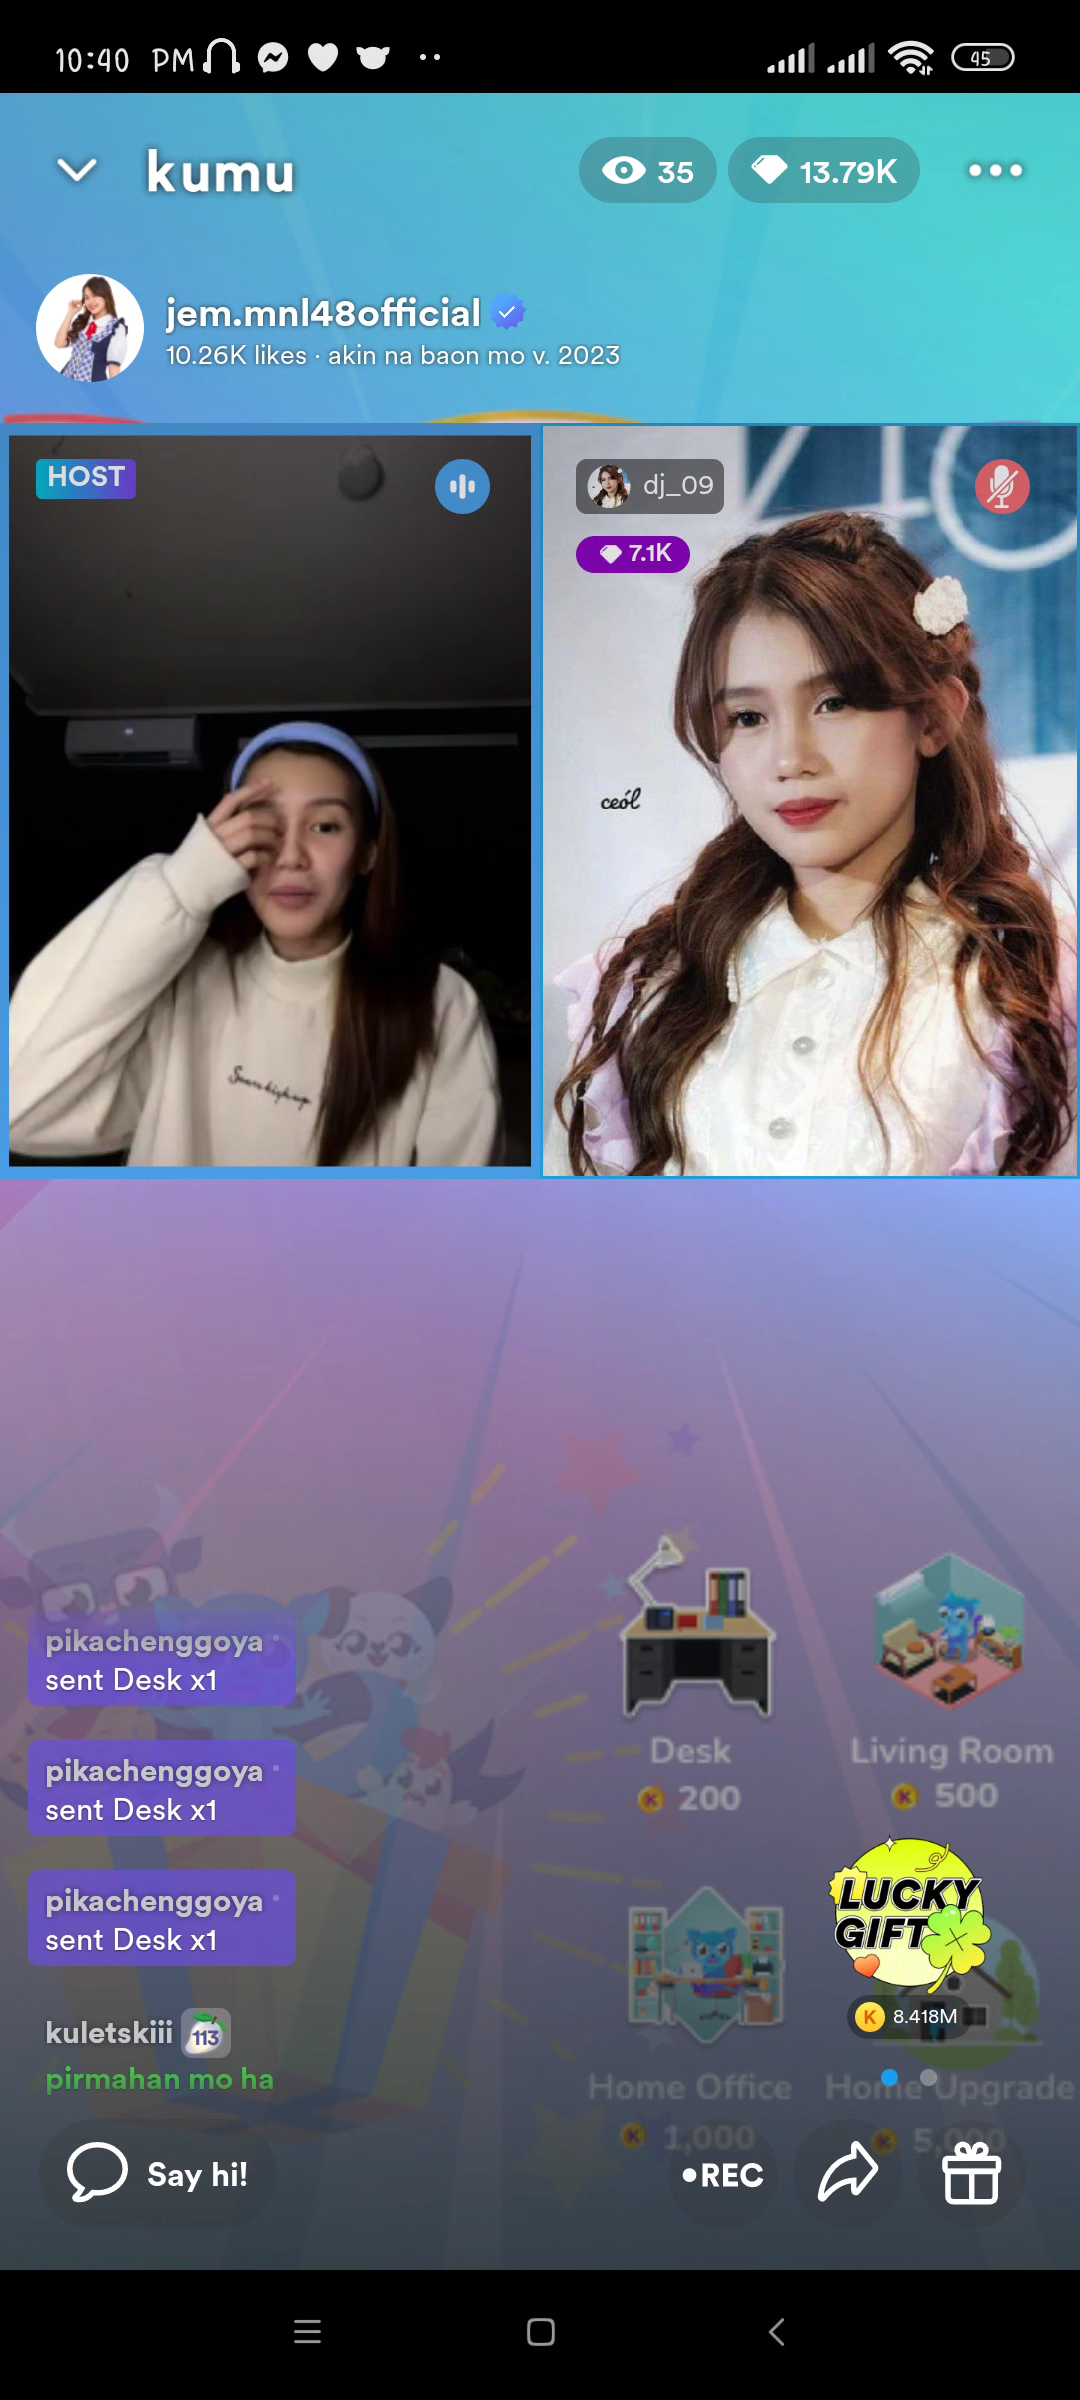 10:40 PM
45
kumu
35
13.79K
jem.mnl48official
10.26K likes · akin na baon mo v. 2023
HOST
dj_09
7.1K
ceól
pikachenggoya
sent Desk x1
pikachenggoya
sent Desk x1
pikachenggoya
sent Desk x1
kuletskiii 113
pirmahan mo ha
Desk
200
Living Room
500
LUCKY
GIFT
K 8.418M
Home Office
1,000
Home Upgrade
Say hi!
•REC